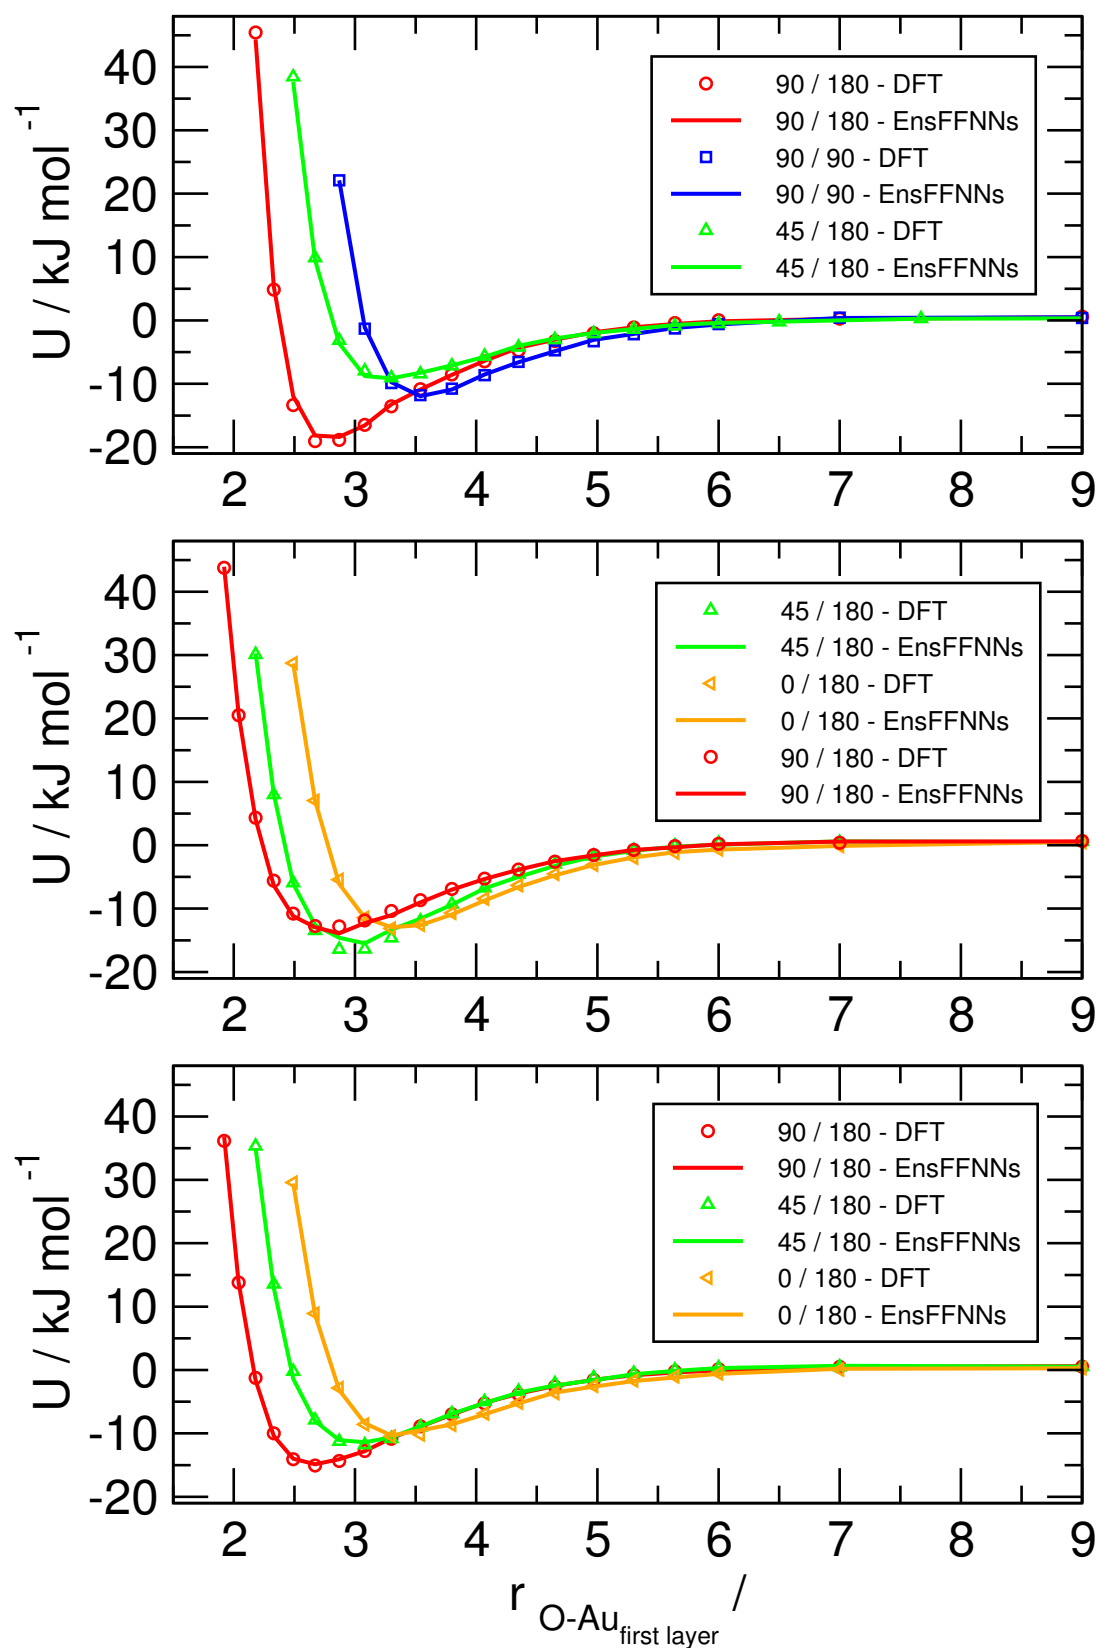 40
30
20
10
0
-10
-20
U / kJ mol⁻¹
90 / 180 - DFT
90 / 180 - EnsFFNNs
90 / 90 - DFT
90 / 90 - EnsFFNNs
45 / 180 - DFT
45 / 180 - EnsFFNNs
2 3 4 5 6 7 8 9
40
30
20
10
0
-10
-20
U / kJ mol⁻¹
45 / 180 - DFT
45 / 180 - EnsFFNNs
0 / 180 - DFT
0 / 180 - EnsFFNNs
90 / 180 - DFT
90 / 180 - EnsFFNNs
2 3 4 5 6 7 8 9
40
30
20
10
0
-10
-20
U / kJ mol⁻¹
90 / 180 - DFT
90 / 180 - EnsFFNNs
45 / 180 - DFT
45 / 180 - EnsFFNNs
0 / 180 - DFT
0 / 180 - EnsFFNNs
2 3 4 5 6 7 8 9
r O-Au first layer /